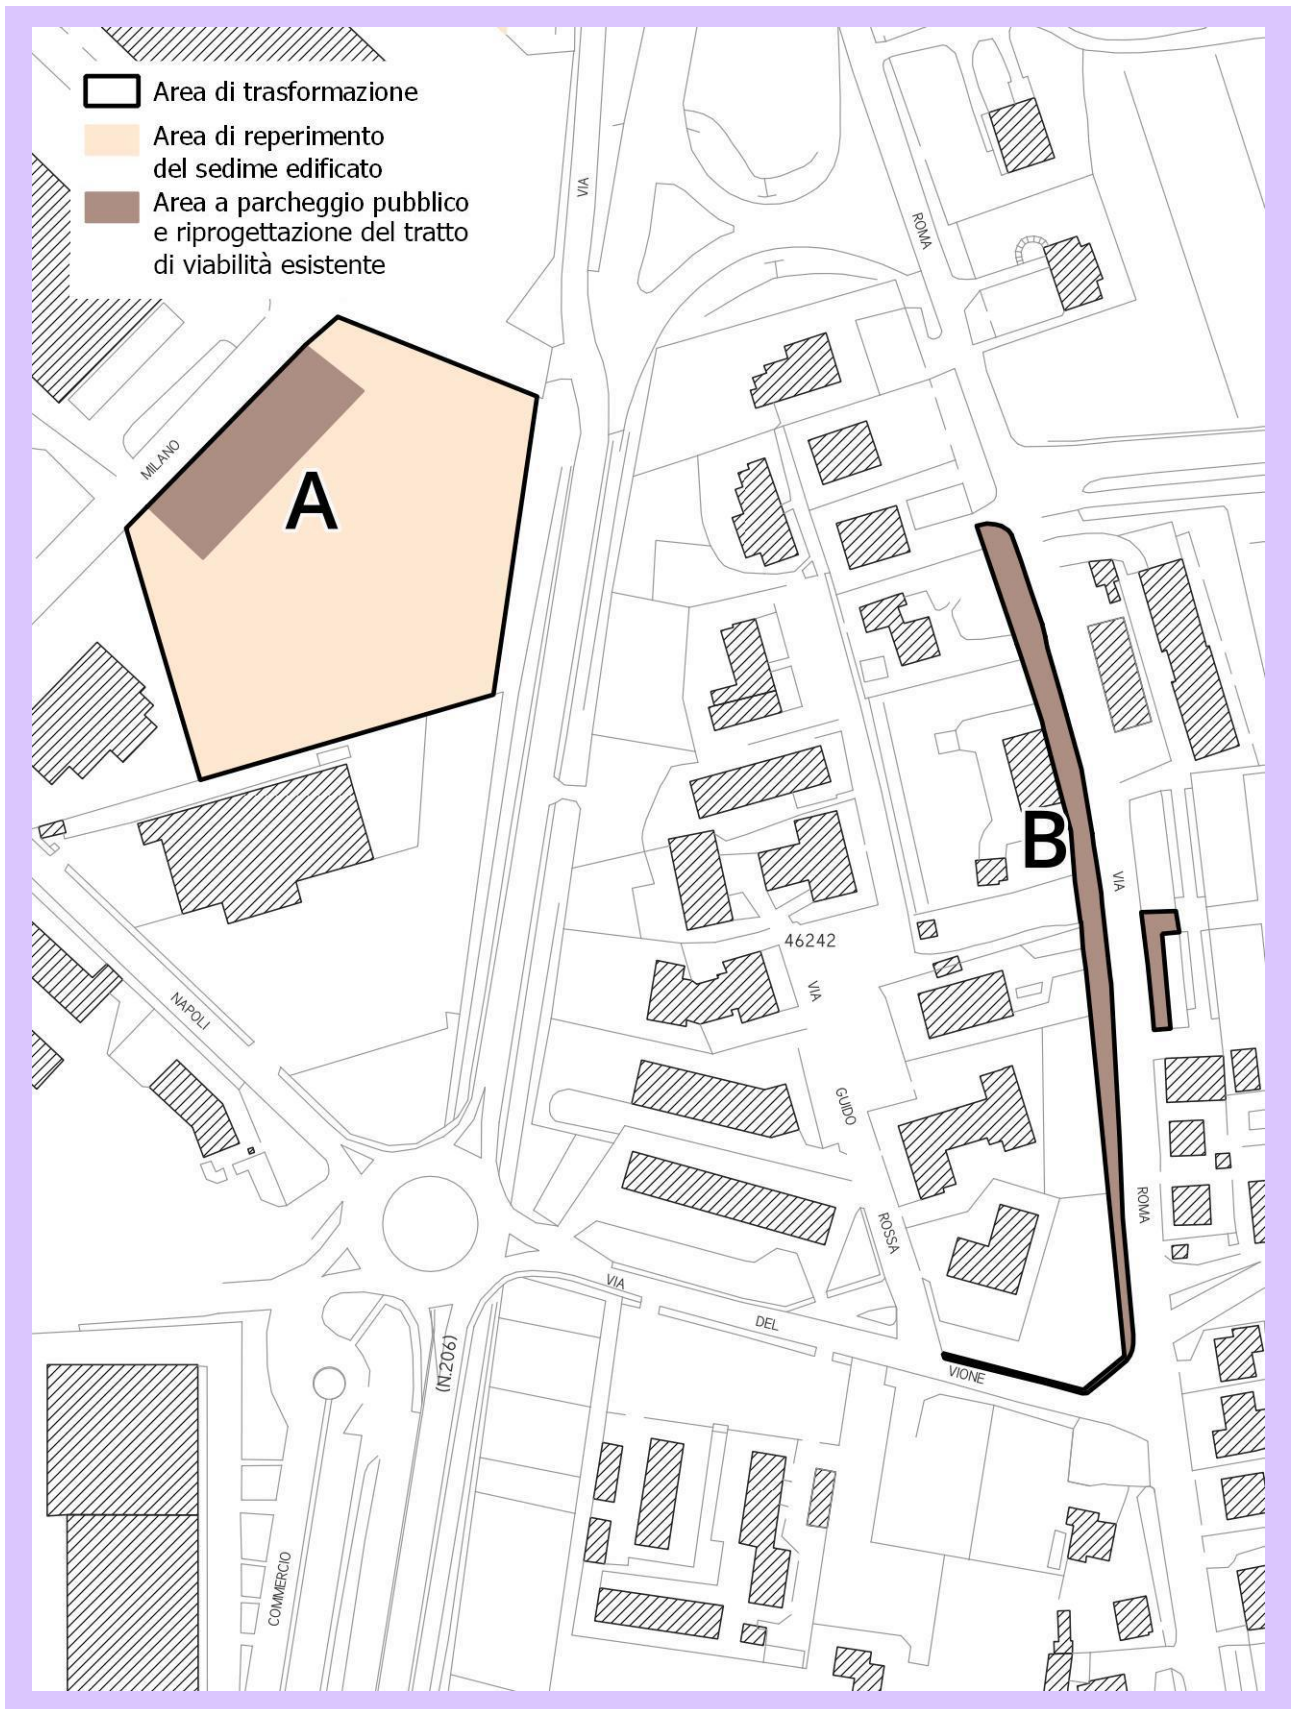 Area di trasformazione
Area di reperimento
del sedime edificato
Area a parcheggio pubblico
e riprogettazione del tratto
di viabilità esistente
VIA
ROMA
MILANO
A
B
VIA
46242
VIA
NAPOLI
GUIDO
ROMA
ROSSA
VIA
DEL
VIONE
(N.206)
COMMERCIO